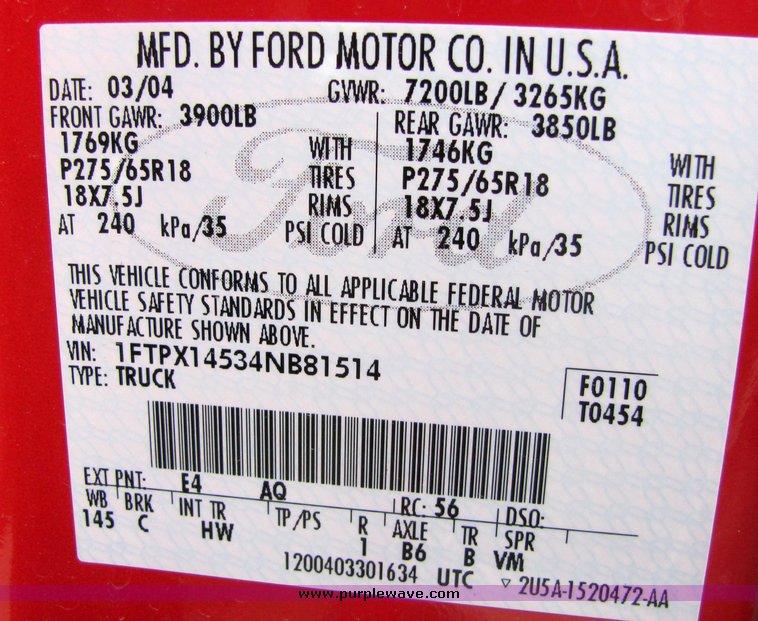 MFD. BY FORD MOTOR CO. IN U.S.A.
DATE: 03/04 GVWR: 7200LB/ 3265KG
FRONT GAWR: 3900LB REAR GAWR: 3850LB
1769KG WITH 1746KG WITH
P275/65R18 TIRES P275/65R18 TIRES
18X7.5J RIMS 18X7.5J RIMS
AT 240 kPa/35 PSI COLD AT 240 kPa/35 PSI COLD
Ford
THIS VEHICLE CONFORMS TO ALL APPLICABLE FEDERAL MOTOR
VEHICLE SAFETY STANDARDS IN EFFECT ON THE DATE OF
MANUFACTURE SHOWN ABOVE.
VIN: 1FTPX14534NB81514
TYPE: TRUCK
F0110
T0454
EXT PNT: E4 AQ RC: 56 DSO:
WB BRK INT TR TP/PS R AXLE TR SPR
145 C HW 1 B6 B VM
1200403301634 UTC ▽ 2U5A-1520472-AA
www.purplewave.com